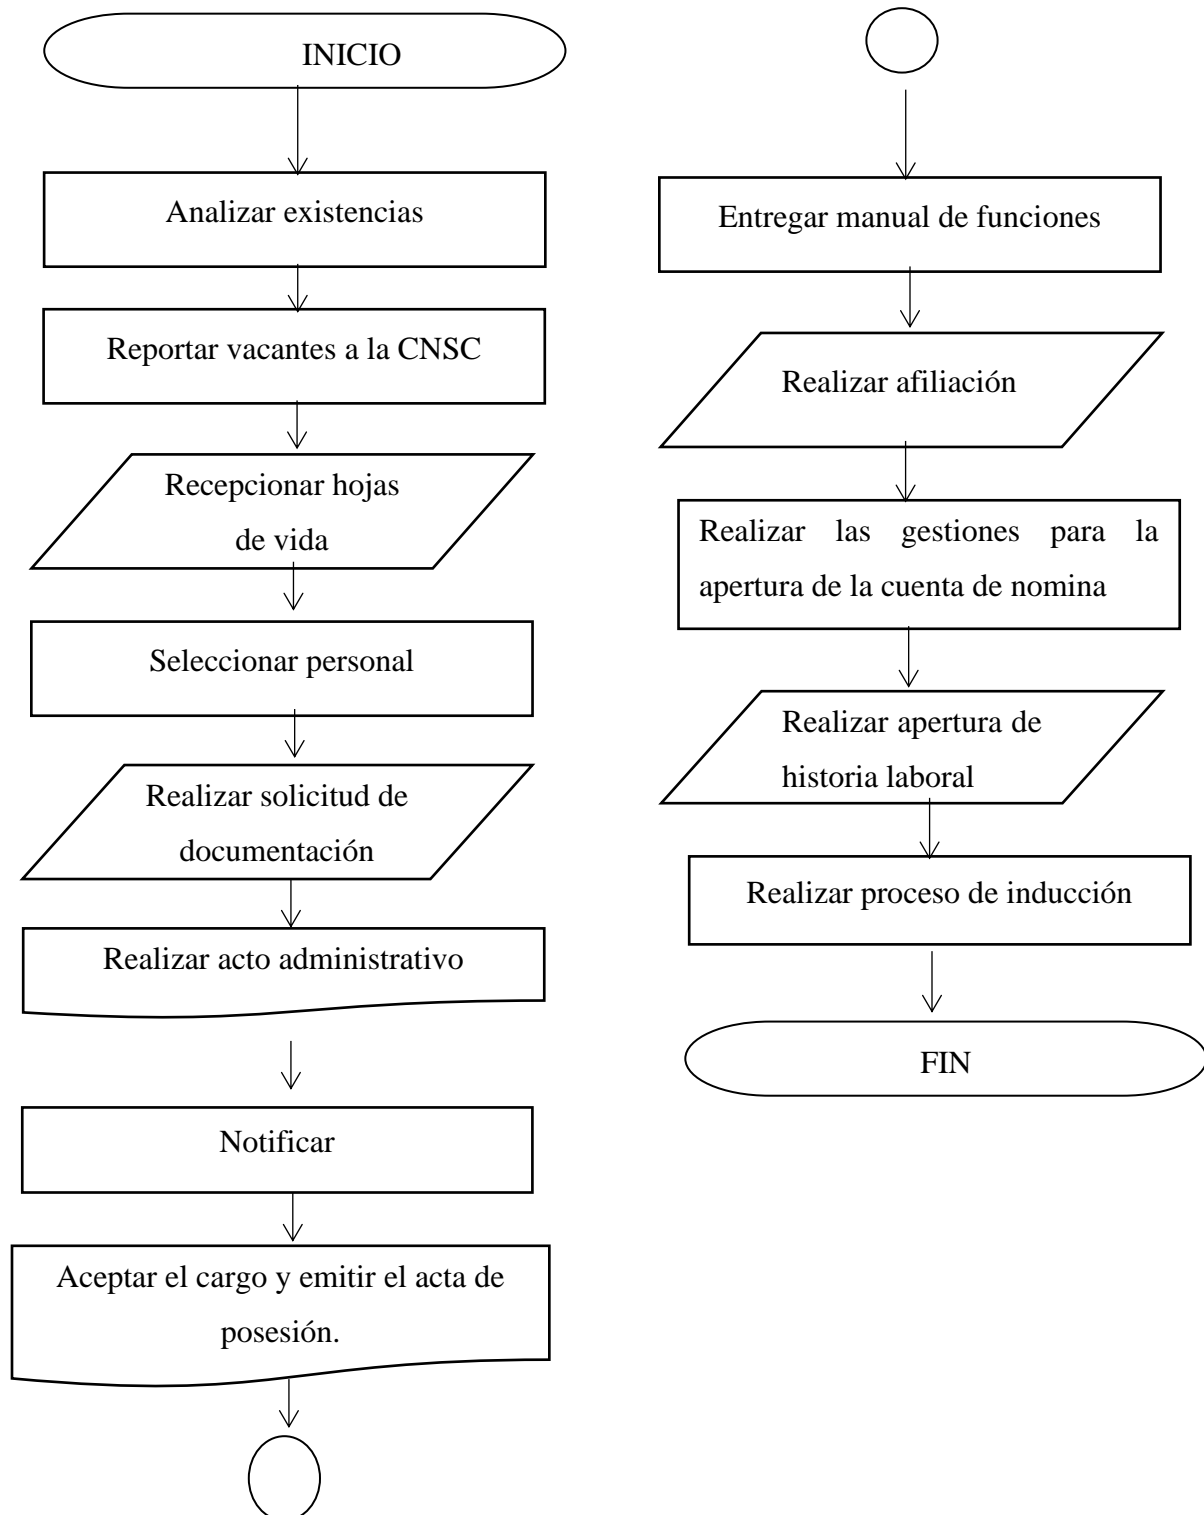 INICIO
Analizar existencias
Reportar vacantes a la CNSC
Recepcionar hojas
de vida
Seleccionar personal
Realizar solicitud de
documentación
Realizar acto administrativo
Notificar
Aceptar el cargo y emitir el acta de
posesión.
Entregar manual de funciones
Realizar afiliación
Realizar las gestiones para la
apertura de la cuenta de nomina
Realizar apertura de
historia laboral
Realizar proceso de inducción
FIN